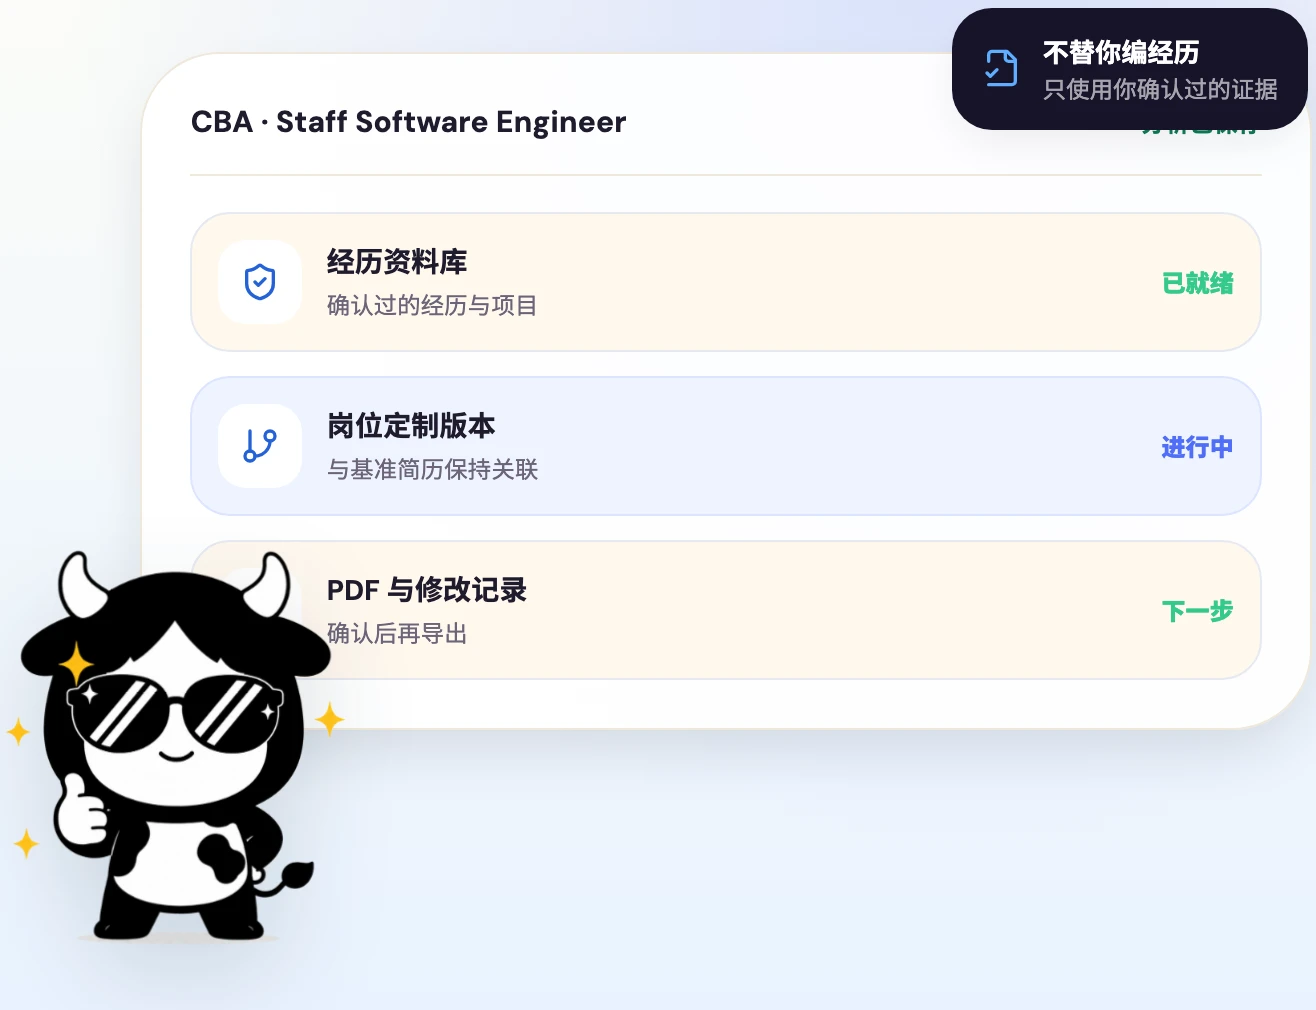 不替你编经历
只使用你确认过的证据
CBA · Staff Software Engineer
经历资料库
确认过的经历与项目
已就绪
岗位定制版本
与基准简历保持关联
进行中
PDF 与修改记录
确认后再导出
下一步